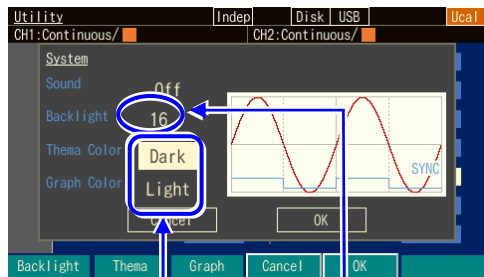 Utility Indep Disk USB Ucal
CH1:Continuous/ CH2:Continuous/
System
Sound Off
Backlight 16
Thema Color Dark
Graph Color Light
SYNC
Cancel OK
Backlight Thema Graph Cancel OK